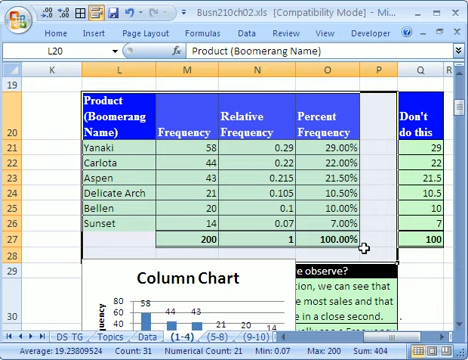 Busn210ch02.xls [Compatibility Mode] - Mi...
Home Insert Page Layout Formulas Data Review View Developer
L20 fx Product (Boomerang Name)
K L M N O P Q
19
20 Product (Boomerang Name) Frequency Relative Frequency Percent Frequency Don't do this
21 Yanaki 58 0.29 29.00% 29
22 Carlota 44 0.22 22.00% 22
23 Aspen 43 0.215 21.50% 21.5
24 Delicate Arch 21 0.105 10.50% 10.5
25 Bellen 20 0.1 10.00% 10
26 Sunset 14 0.07 7.00% 7
27 200 1 100.00% 100
28
29 e observe?
Column Chart
tion, we can see that
e most sales and that
30 e in a second.
80
60
40
20
58 44 43 21 20 14
DS TG Topics Data (1-4) (5-8) (9-10)
Average: 19.23809524 Count: 31 Numerical Count: 21 Min: 0.07 Max: 200 Sum: 404